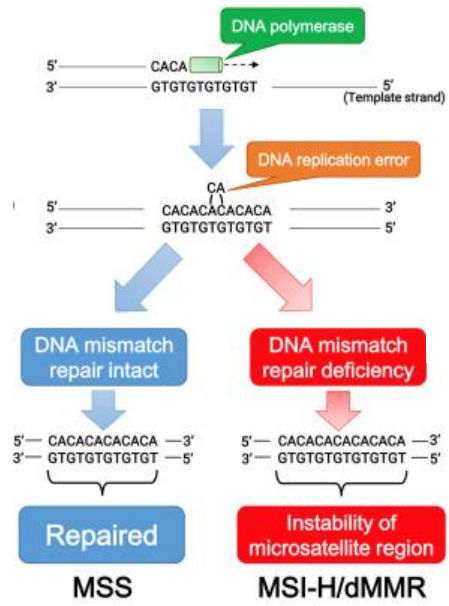 DNA polymerase
5' CACA
3' GTGTGTGTGTGT 5'
(Template strand)
DNA replication error
CA
5' CACACACACACA 3'
3' GTGTGTGTGTGT 5'
DNA mismatch
repair intact
DNA mismatch
repair deficiency
5' CACACACACACA 3'
3' GTGTGTGTGTGT 5'
5' CACACACACACACA 3'
3' GTGTGTGTGTGTGT 5'
Repaired
Instability of
microsatellite region
MSS
MSI-H/dMMR